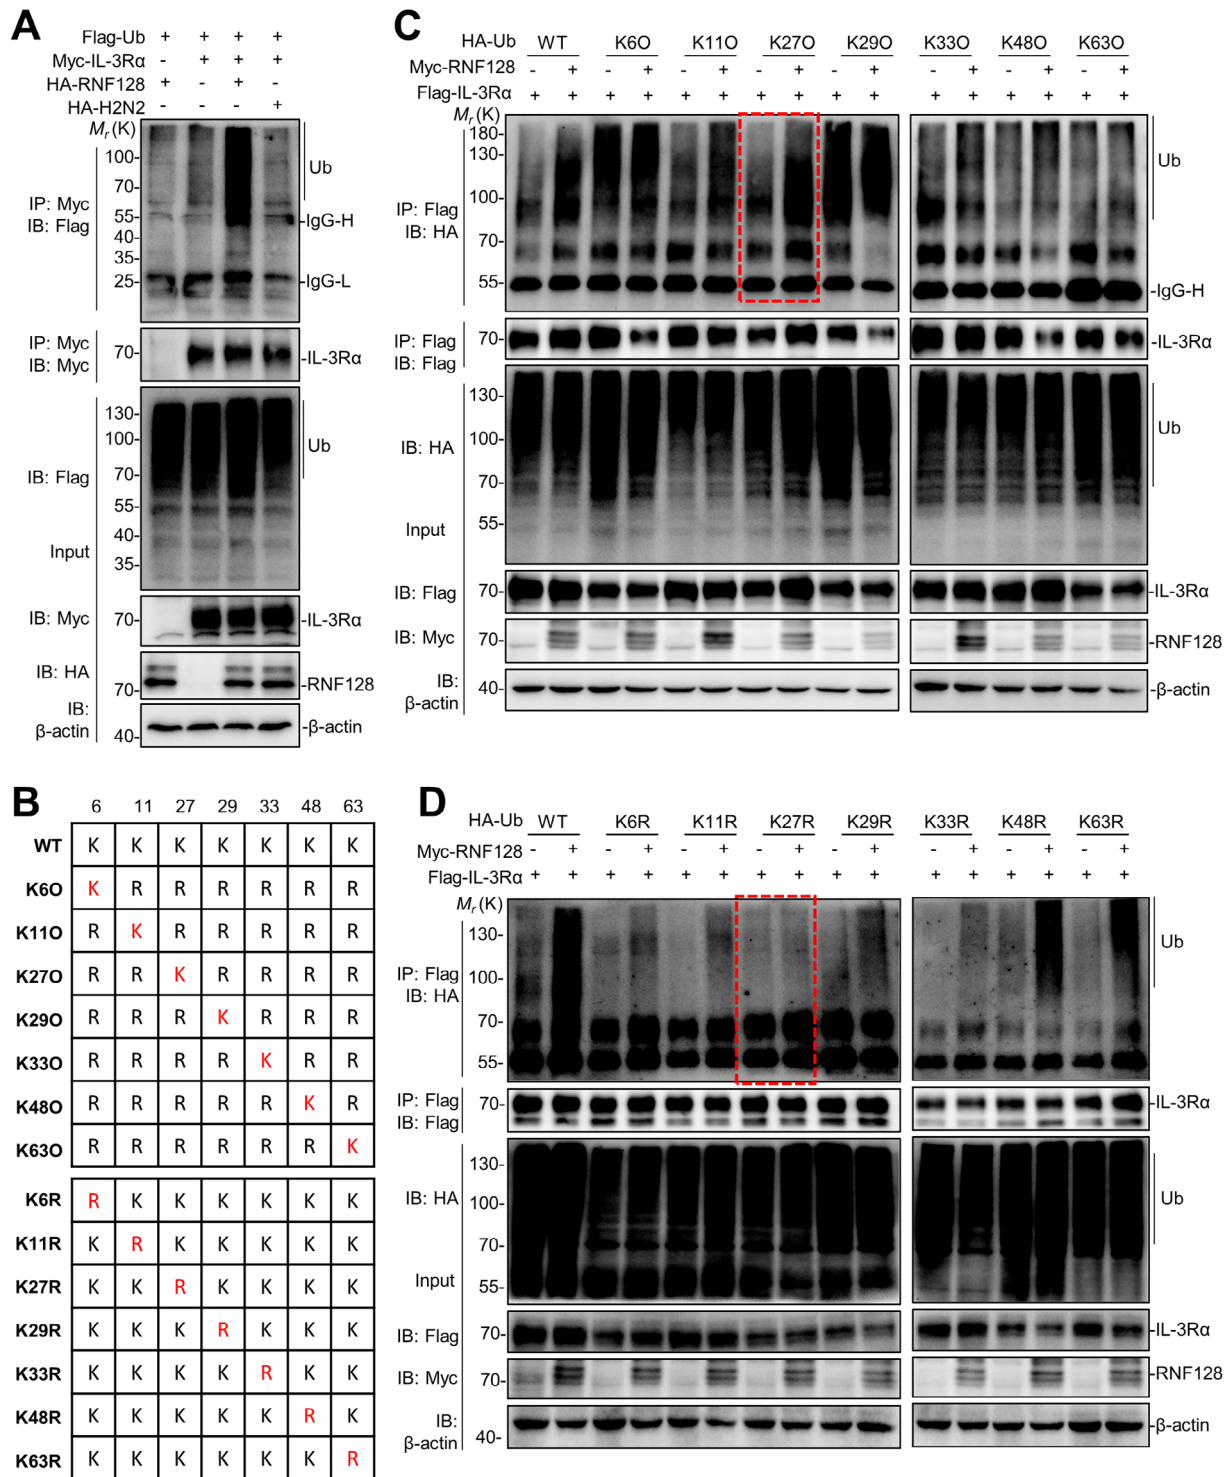 A
Flag-Ub + + + +
Myc-IL-3Rα - + + +
HA-RNF128 + - + -
HA-H2N2 - - - +
Mr (K)
IP: Myc
IB: Flag
100-
70-
55-
40-
35-
25-
Ub
-IgG-H
-IgG-L
IP: Myc
IB: Myc
70-
-IL-3Rα
Input
IB: Flag
130-
100-
70-
55-
40-
35-
Ub
IB: Myc
70-
-IL-3Rα
IB: HA
70-
-RNF128
IB:
β-actin
40-
-β-actin
C
HA-Ub WT K6O K11O K27O K29O K33O K48O K63O
Myc-RNF128 - + - + - + - + - + - + - + - +
Flag-IL-3Rα + + + + + + + + + + + + + + + +
Mr (K)
IP: Flag
IB: HA
180-
130-
100-
70-
55-
Ub
-IgG-H
IP: Flag
IB: Flag
70-
-IL-3Rα
IB: HA
Input
130-
100-
70-
55-
Ub
IB: Flag
70-
-IL-3Rα
IB: Myc
70-
-RNF128
IB:
β-actin
40-
-β-actin
B
6 11 27 29 33 48 63
WT K K K K K K K
K6O K R R R R R R
K11O R K R R R R R
K27O R R K R R R R
K29O R R R K R R R
K33O R R R R K R R
K48O R R R R R K R
K63O R R R R R R K
K6R R K K K K K K
K11R K R K K K K K
K27R K K R K K K K
K29R K K K R K K K
K33R K K K K R K K
K48R K K K K K R K
K63R K K K K K K R
D
HA-Ub WT K6R K11R K27R K29R K33R K48R K63R
Myc-RNF128 - + - + - + - + - + - + - + - +
Flag-IL-3Rα + + + + + + + + + + + + + + + +
Mr (K)
IP: Flag
IB: HA
130-
100-
70-
55-
Ub
IP: Flag
IB: Flag
70-
-IL-3Rα
IB: HA
Input
130-
100-
70-
55-
Ub
IB: Flag
70-
-IL-3Rα
IB: Myc
70-
-RNF128
IB:
β-actin
40-
-β-actin